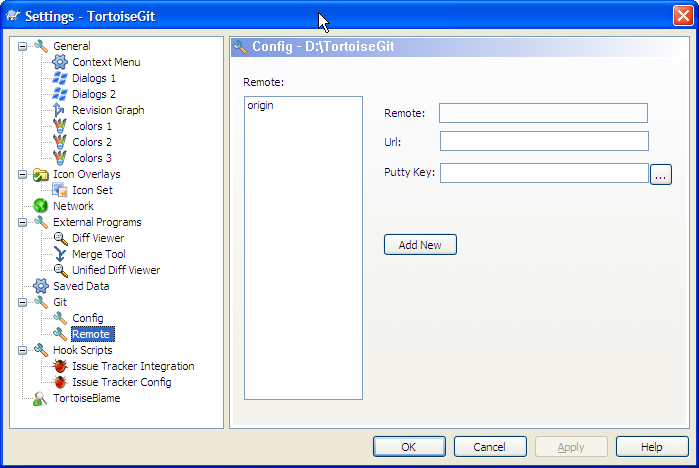 Settings - TortoiseGit
General
Context Menu
Dialogs 1
Dialogs 2
Revision Graph
Colors 1
Colors 2
Colors 3
Icon Overlays
Icon Set
Network
External Programs
Diff Viewer
Merge Tool
Unified Diff Viewer
Saved Data
Git
Config
Remote
Hook Scripts
Issue Tracker Integration
Issue Tracker Config
TortoiseBlame
Config - D:\TortoiseGit
Remote:
origin
Remote:
Url:
Putty Key:
...
Add New
OK
Cancel
Apply
Help